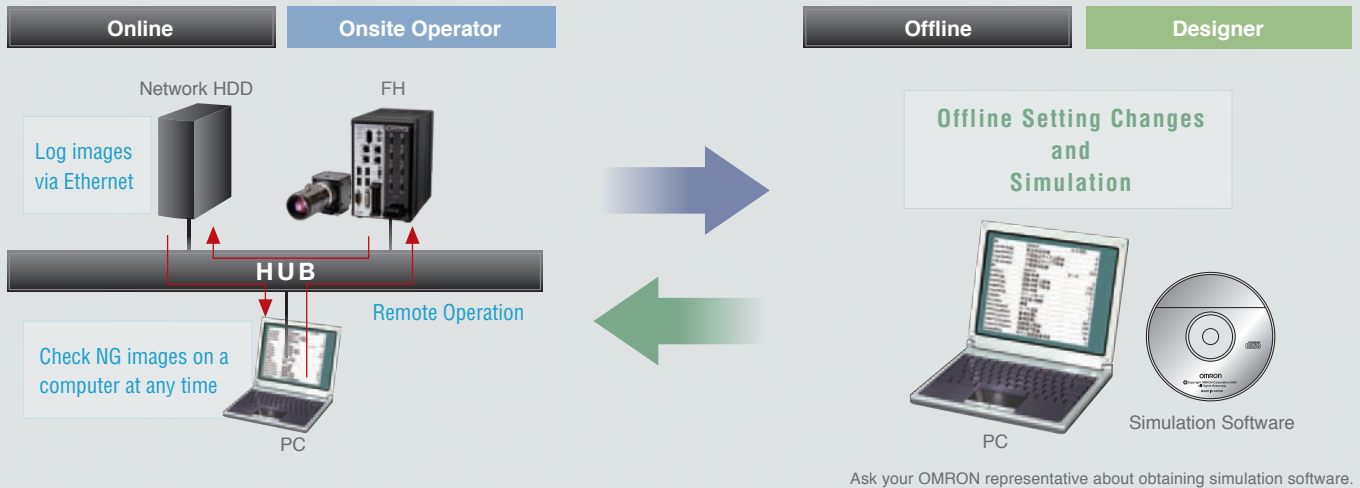 Online
Onsite Operator
Network HDD
FH
Log images
via Ethernet
OMRON
HUB
Remote Operation
Check NG images on a
computer at any time
PC
Offline
Designer
Offline Setting Changes
and
Simulation
OMRON
PC
Simulation Software
Ask your OMRON representative about obtaining simulation software.